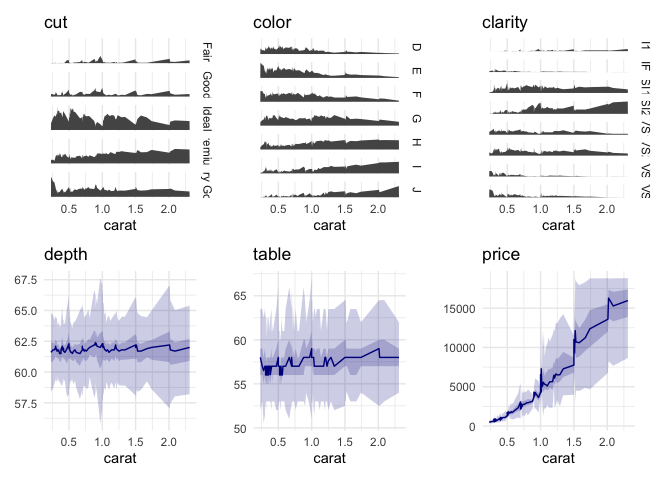 cut
Fair
Good
Ideal
0.5 1.0 1.5 2.0
carat
color
D
E
F
G
H
I
J
0.5 1.0 1.5 2.0
carat
clarity
I1
IF
SI1
SI2
0.5 1.0 1.5 2.0
carat
depth
67.5
65.0
62.5
60.0
57.5
0.5 1.0 1.5 2.0
carat
table
65
60
55
50
0.5 1.0 1.5 2.0
carat
price
15000
10000
5000
0
0.5 1.0 1.5 2.0
carat